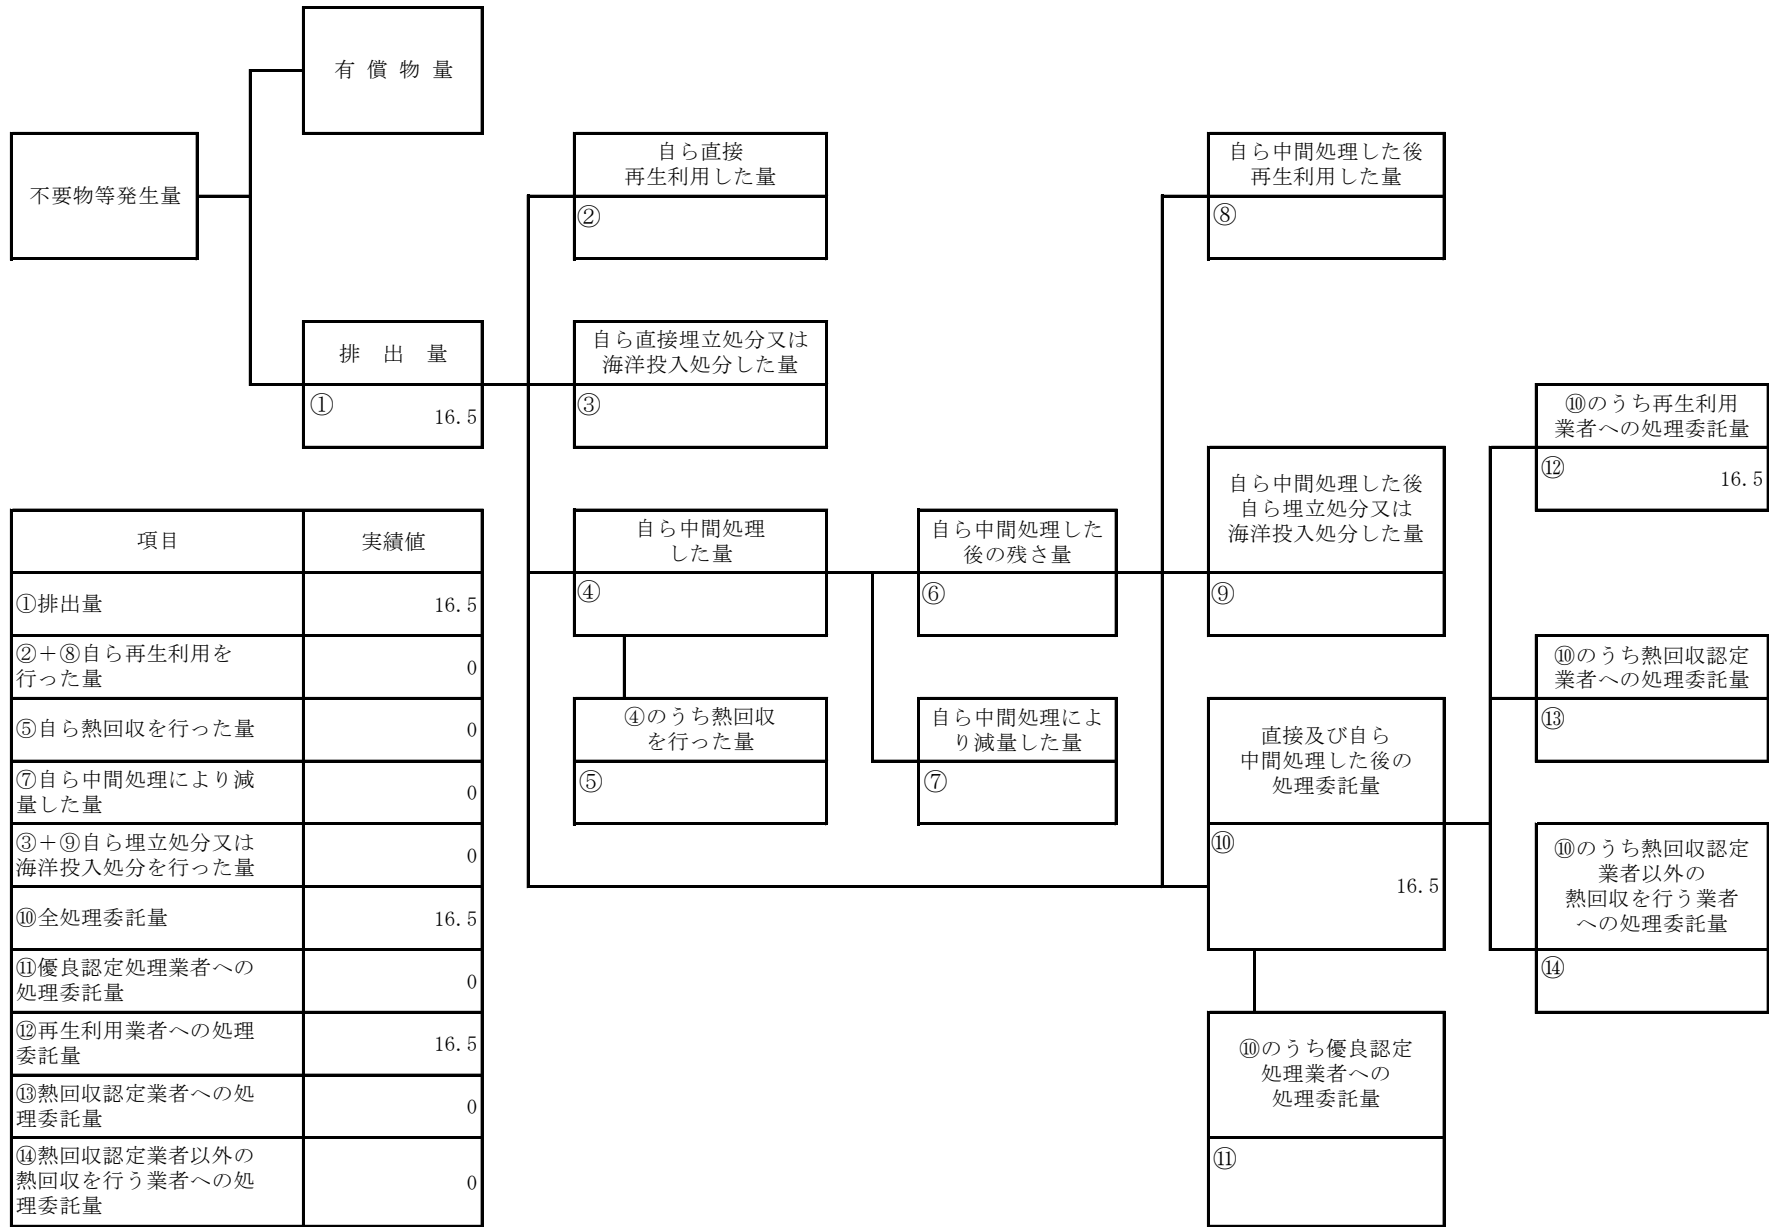 有 償 物 量
不要物等発生量
自ら直接
再生利用した量
②
自ら中間処理した後
再生利用した量
⑧
排 出 量
①
16.5
自ら直接埋立処分又は
海洋投入処分した量
③
⑩のうち再生利用
業者への処理委託量
⑫
16.5
自ら中間処理
した量
④
自ら中間処理した
後の残さ量
⑥
自ら中間処理した後
自ら埋立処分又は
海洋投入処分した量
⑨
⑩のうち熱回収認定
業者への処理委託量
⑬
④のうち熱回収
を行った量
⑤
自ら中間処理によ
り減量した量
⑦
直接及び自ら
中間処理した後の
処理委託量
⑩
16.5
⑩のうち熱回収認定
業者以外の
熱回収を行う業者
への処理委託量
⑭
⑩のうち優良認定
処理業者への
処理委託量
⑪
項目 実績値
①排出量 16.5
②+⑧自ら再生利用を
行った量 0
⑤自ら熱回収を行った量 0
⑦自ら中間処理により減
量した量 0
③+⑨自ら埋立処分又は
海洋投入処分を行った量 0
⑩全処理委託量 16.5
⑪優良認定処理業者への
処理委託量 0
⑫再生利用業者への処理
委託量 16.5
⑬熱回収認定業者への処
理委託量 0
⑭熱回収認定業者以外の
熱回収を行う業者への処
理委託量 0